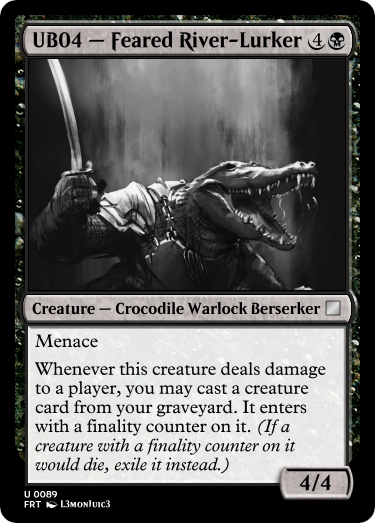 UB04 — Feared River-Lurker 4
Creature — Crocodile Warlock Berserker
Menace
Whenever this creature deals damage
to a player, you may cast a creature
card from your graveyard. It enters
with a finality counter on it. (If a
creature with a finality counter on it
would die, exile it instead.)
4/4
U 0089
FRT L3monJuic3